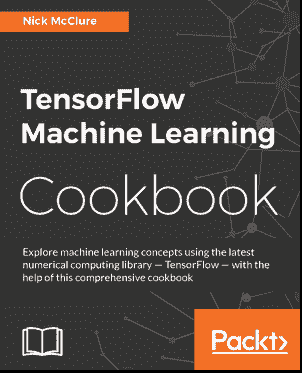 Nick McClure
TensorFlow
Machine Learning
Cookbook
Explore machine learning concepts using the latest
numerical computing library — TensorFlow — with the
help of this comprehensive cookbook
Packt>